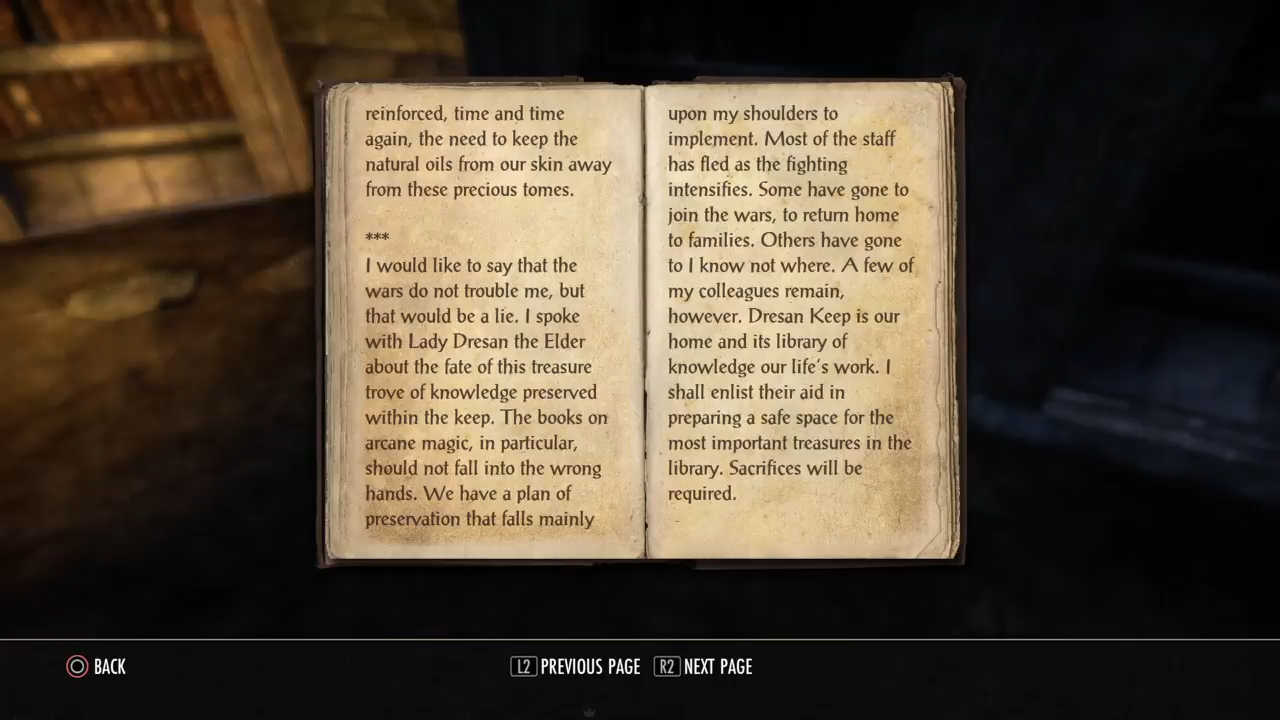 reinforced, time and time
again, the need to keep the
natural oils from our skin away
from these precious tomes.
***
I would like to say that the
wars do not trouble me, but
that would be a lie. I spoke
with Lady Dresan the Elder
about the fate of this treasure
trove of knowledge preserved
within the keep. The books on
arcane magic, in particular,
should not fall into the wrong
hands. We have a plan of
preservation that falls mainly
upon my shoulders to
implement. Most of the staff
has fled as the fighting
intensifies. Some have gone to
join the wars, to return home
to families. Others have gone
to I know not where. A few of
my colleagues remain,
however. Dresan Keep is our
home and its library of
knowledge our life's work. I
shall enlist their aid in
preparing a safe space for the
most important treasures in the
library. Sacrifices will be
required.
BACK
L2 PREVIOUS PAGE R2 NEXT PAGE